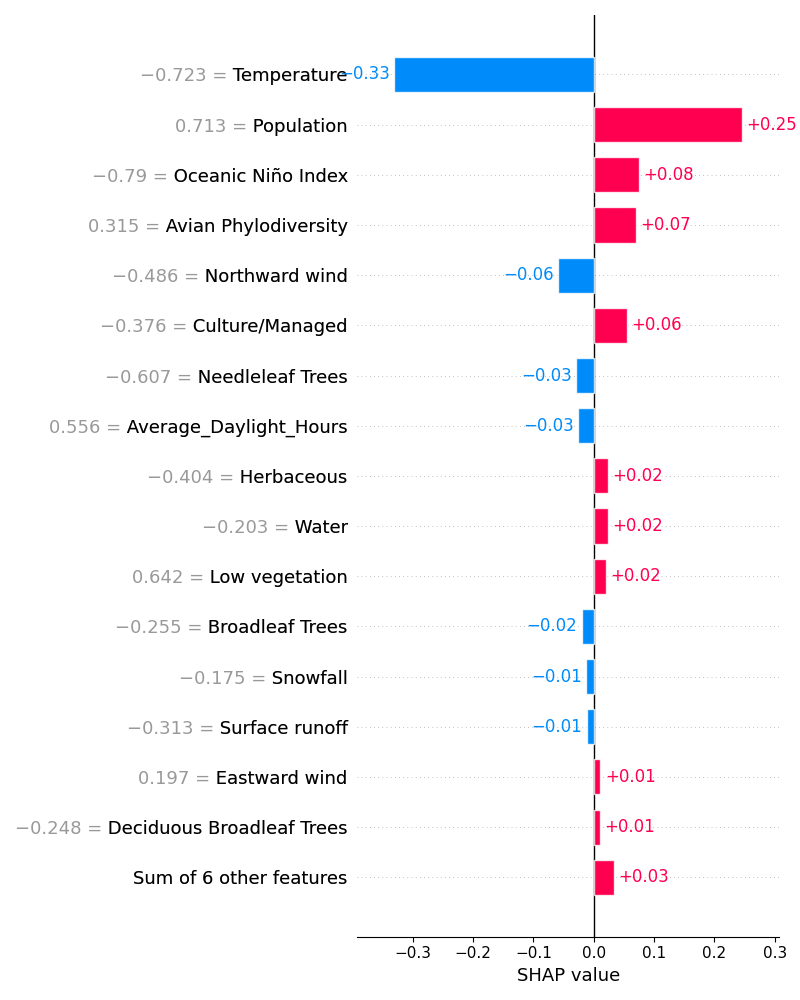 −0.723 = Temperature −0.33
0.713 = Population +0.25
−0.79 = Oceanic Niño Index +0.08
0.315 = Avian Phylodiversity +0.07
−0.486 = Northward wind −0.06
−0.376 = Culture/Managed +0.06
−0.607 = Needleleaf Trees −0.03
0.556 = Average_Daylight_Hours −0.03
−0.404 = Herbaceous +0.02
−0.203 = Water +0.02
0.642 = Low vegetation +0.02
−0.255 = Broadleaf Trees −0.02
−0.175 = Snowfall −0.01
−0.313 = Surface runoff −0.01
0.197 = Eastward wind +0.01
−0.248 = Deciduous Broadleaf Trees +0.01
Sum of 6 other features +0.03
−0.3 −0.2 −0.1 0.0 0.1 0.2 0.3
SHAP value